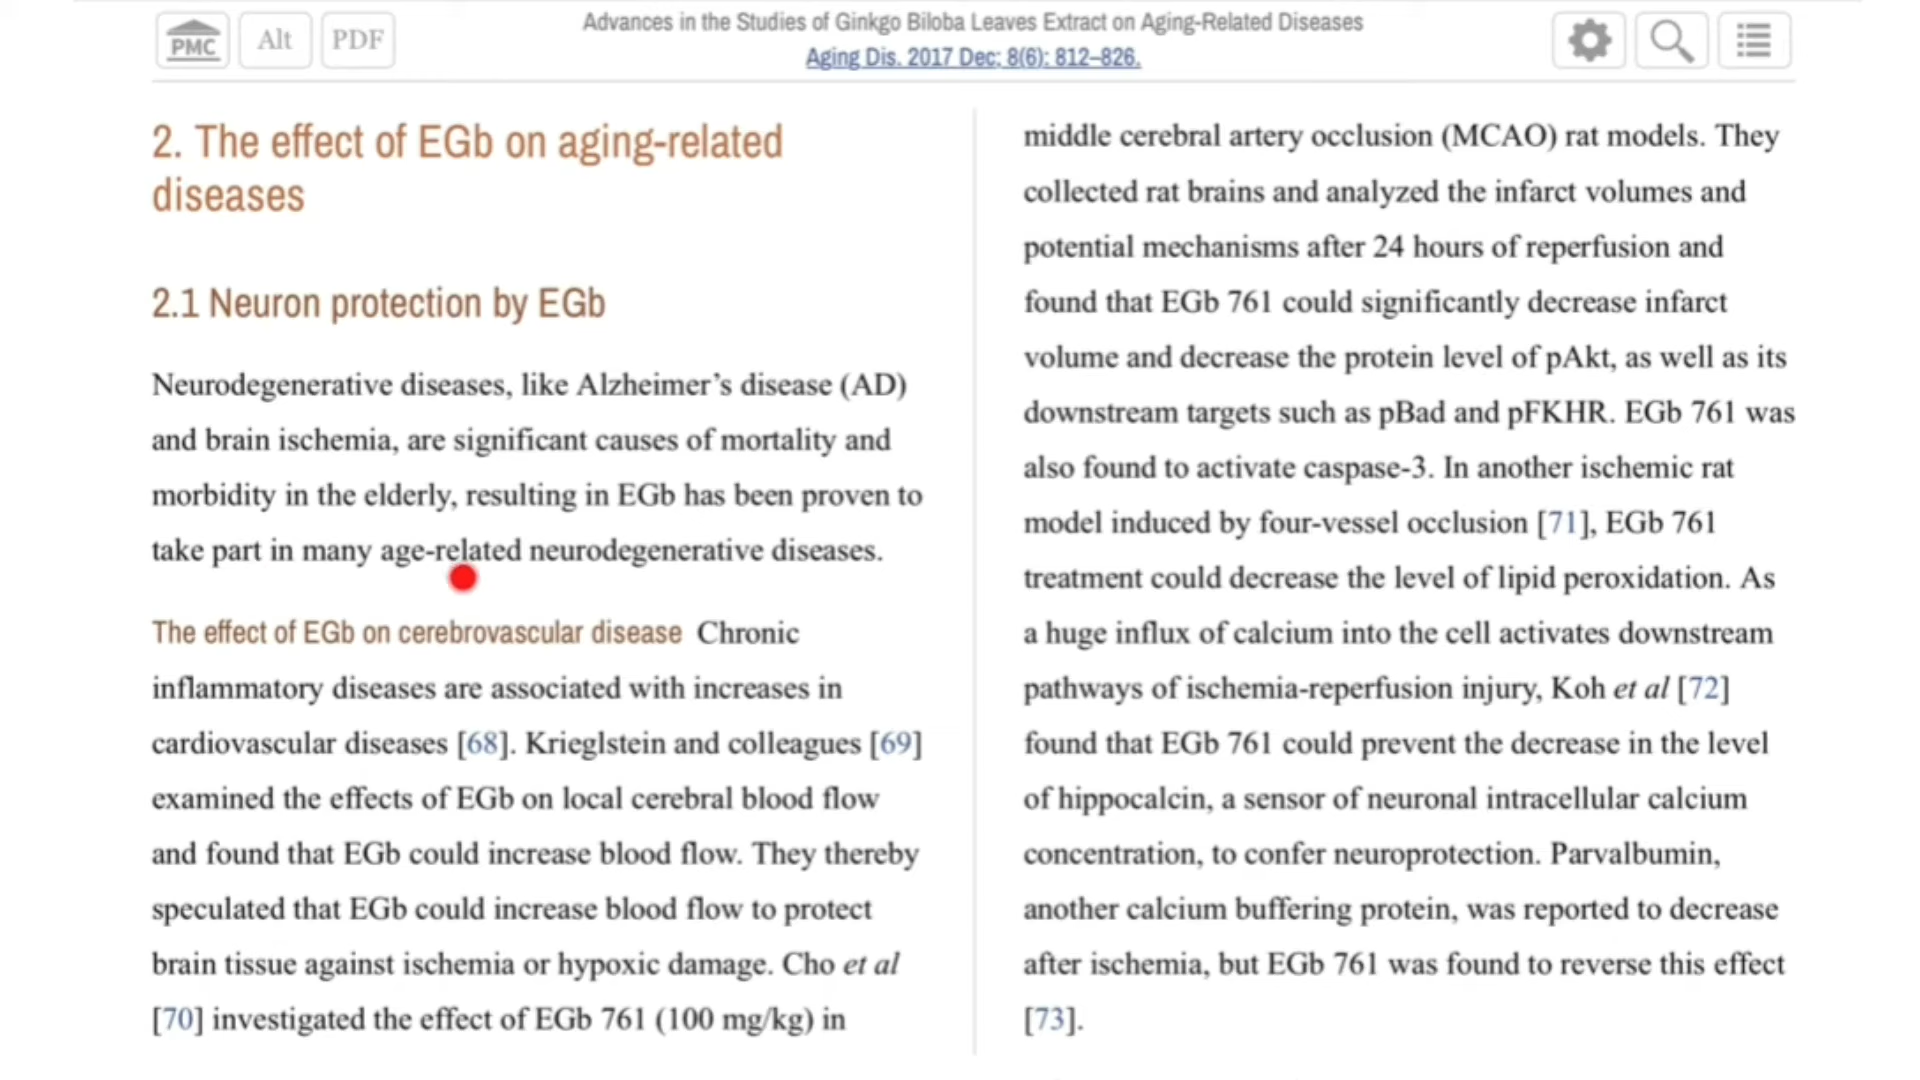 PMC
Alt
PDF
Advances in the Studies of Ginkgo Biloba Leaves Extract on Aging-Related Diseases
Aging Dis. 2017 Dec; 8(6): 812–826.
2. The effect of EGb on aging-related
diseases
2.1 Neuron protection by EGb
Neurodegenerative diseases, like Alzheimer’s disease (AD)
and brain ischemia, are significant causes of mortality and
morbidity in the elderly, resulting in EGb has been proven to
take part in many age-related neurodegenerative diseases.
The effect of EGb on cerebrovascular disease Chronic
inflammatory diseases are associated with increases in
cardiovascular diseases [68]. Krieglstein and colleagues [69]
examined the effects of EGb on local cerebral blood flow
and found that EGb could increase blood flow. They thereby
speculated that EGb could increase blood flow to protect
brain tissue against ischemia or hypoxic damage. Cho et al
[70] investigated the effect of EGb 761 (100 mg/kg) in
middle cerebral artery occlusion (MCAO) rat models. They
collected rat brains and analyzed the infarct volumes and
potential mechanisms after 24 hours of reperfusion and
found that EGb 761 could significantly decrease infarct
volume and decrease the protein level of pAkt, as well as its
downstream targets such as pBad and pFKHR. EGb 761 was
also found to activate caspase-3. In another ischemic rat
model induced by four-vessel occlusion [71], EGb 761
treatment could decrease the level of lipid peroxidation. As
a huge influx of calcium into the cell activates downstream
pathways of ischemia-reperfusion injury, Koh et al [72]
found that EGb 761 could prevent the decrease in the level
of hippocalcin, a sensor of neuronal intracellular calcium
concentration, to confer neuroprotection. Parvalbumin,
another calcium buffering protein, was reported to decrease
after ischemia, but EGb 761 was found to reverse this effect
[73].